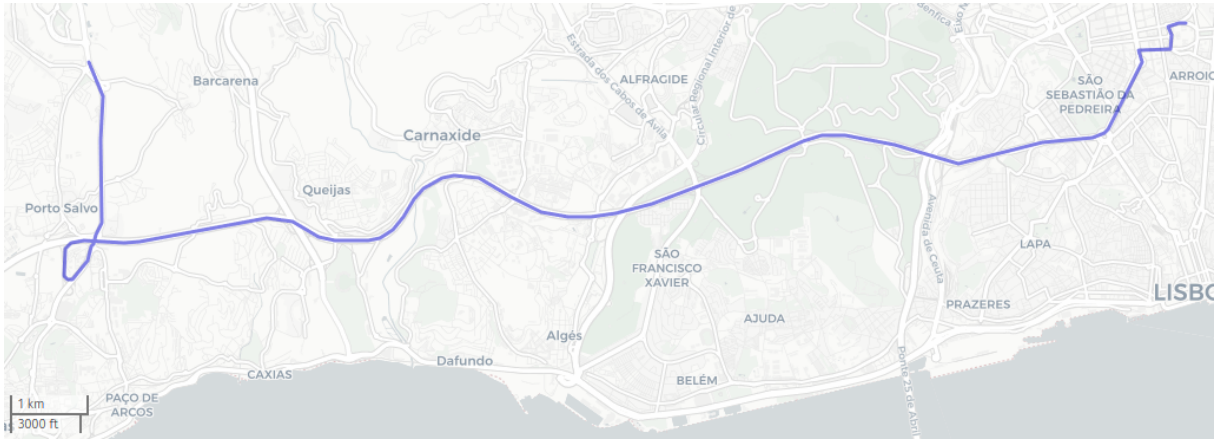 Barcarena
Estrada dos Cabos de Ávila
Circular Regional Interior de
ALFRAGIDE
Eixo N
SÃO
SEBASTIÃO DA
PEDREIRA
ARROIO
Carnaxide
Queijas
Porto Salvo
Avenida de Ceuta
LAPA
SÃO
FRANCISCO
XAVIER
LISBO
PRAZERES
AJUDA
Algés
Dafundo
Ponte 25 de Abril
CAXIAS
BELÉM
PAÇO DE
ARCOS
1 km
3000 ft